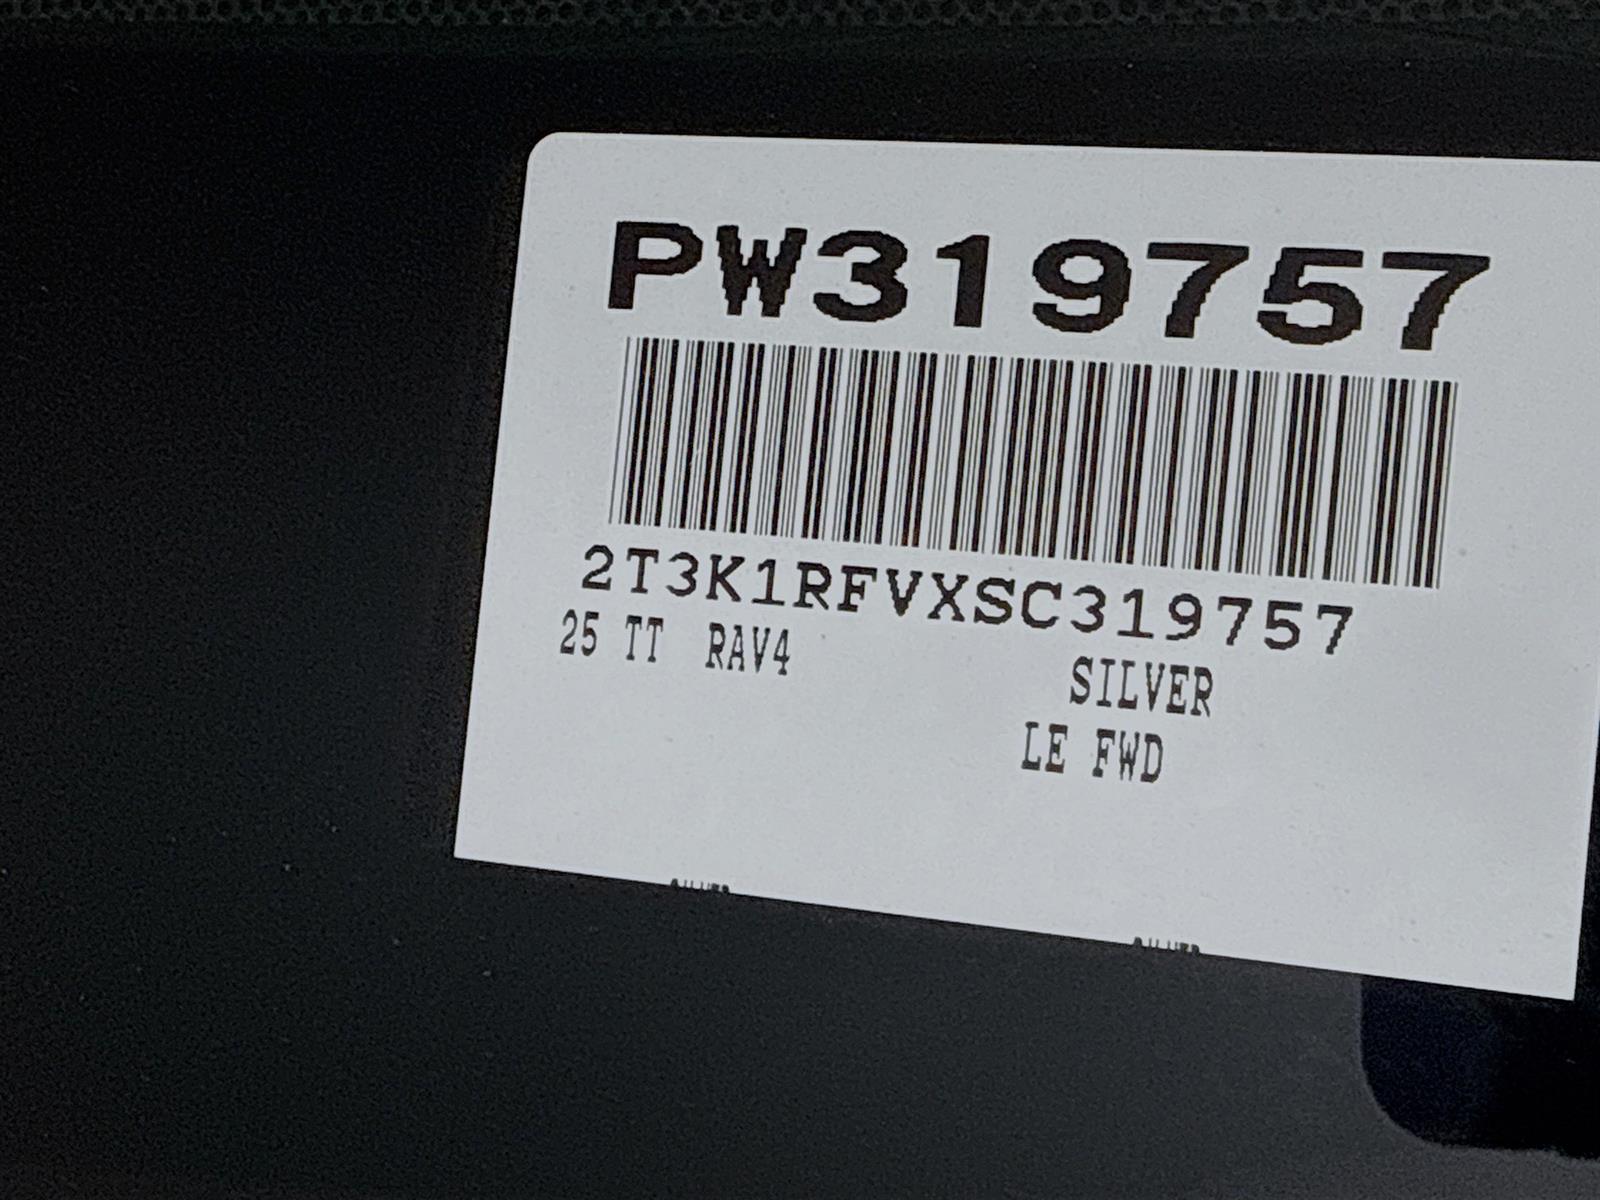 PW319757
2T3K1RFVXSC319757
25 TT RAV4 SILVER
LE FWD